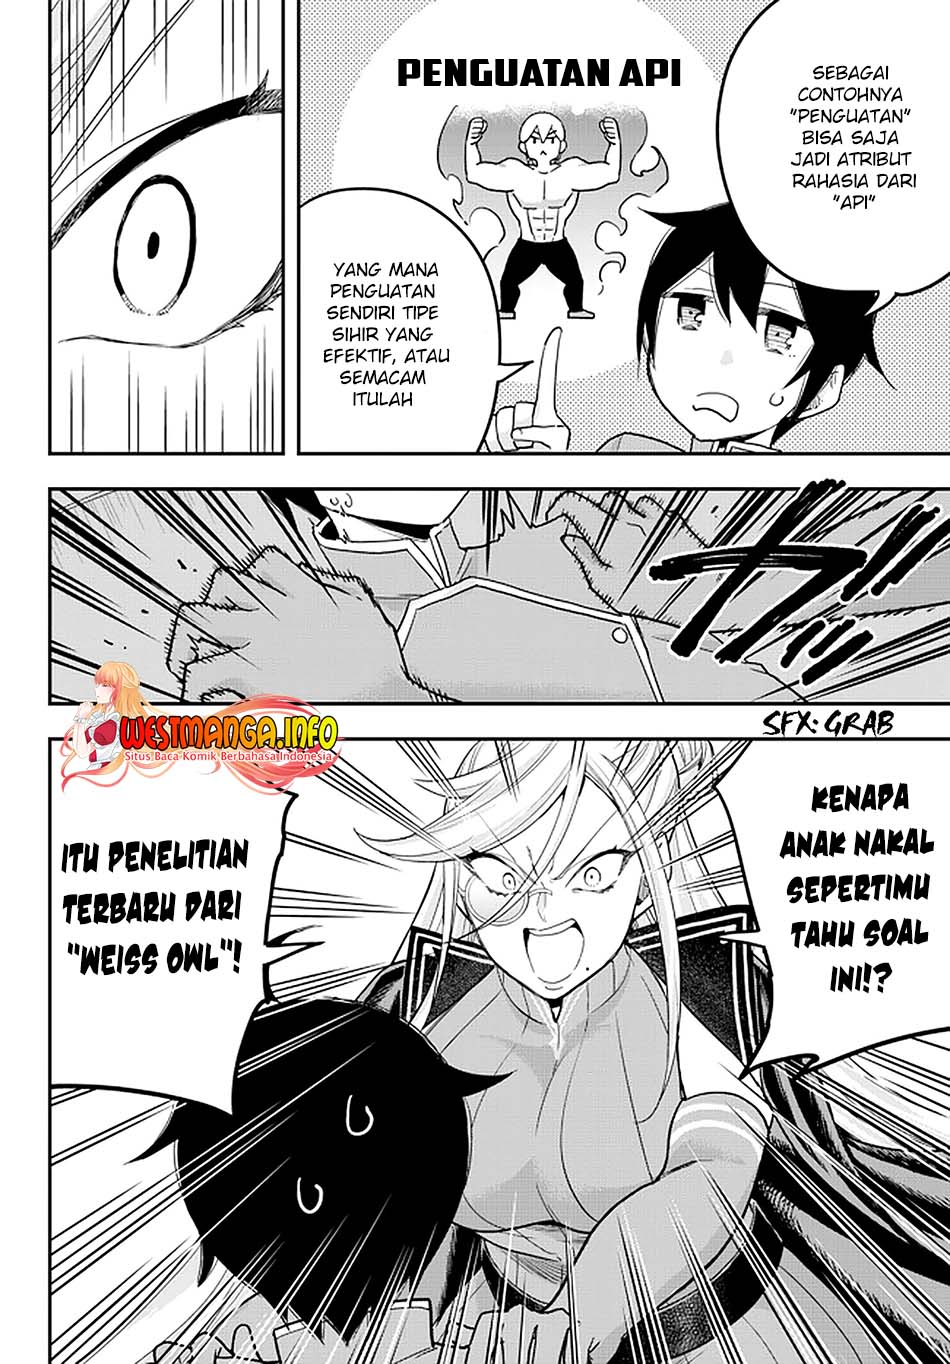 SEBAGAI
CONTOHNYA
"PENGUATAN"
BISA SAJA
JADI ATRIBUT
RAHASIA DARI
"API"
PENGUATAN API
YANG MANA
PENGUATAN
SENDIRI TIPE
SIHIR YANG
EFEKTIF, ATAU
SEMACAM
ITULAH
ガッ
SFX: GRAB
WESTMANGA.INFO
Situs Baca Komik Berbahasa Indonesia
KENAPA
ANAK NAKAL
SEPERTIMU
TAHU SOAL
INI!?
ITU PENELITIAN
TERBARU DARI
"WEISS OWL"!